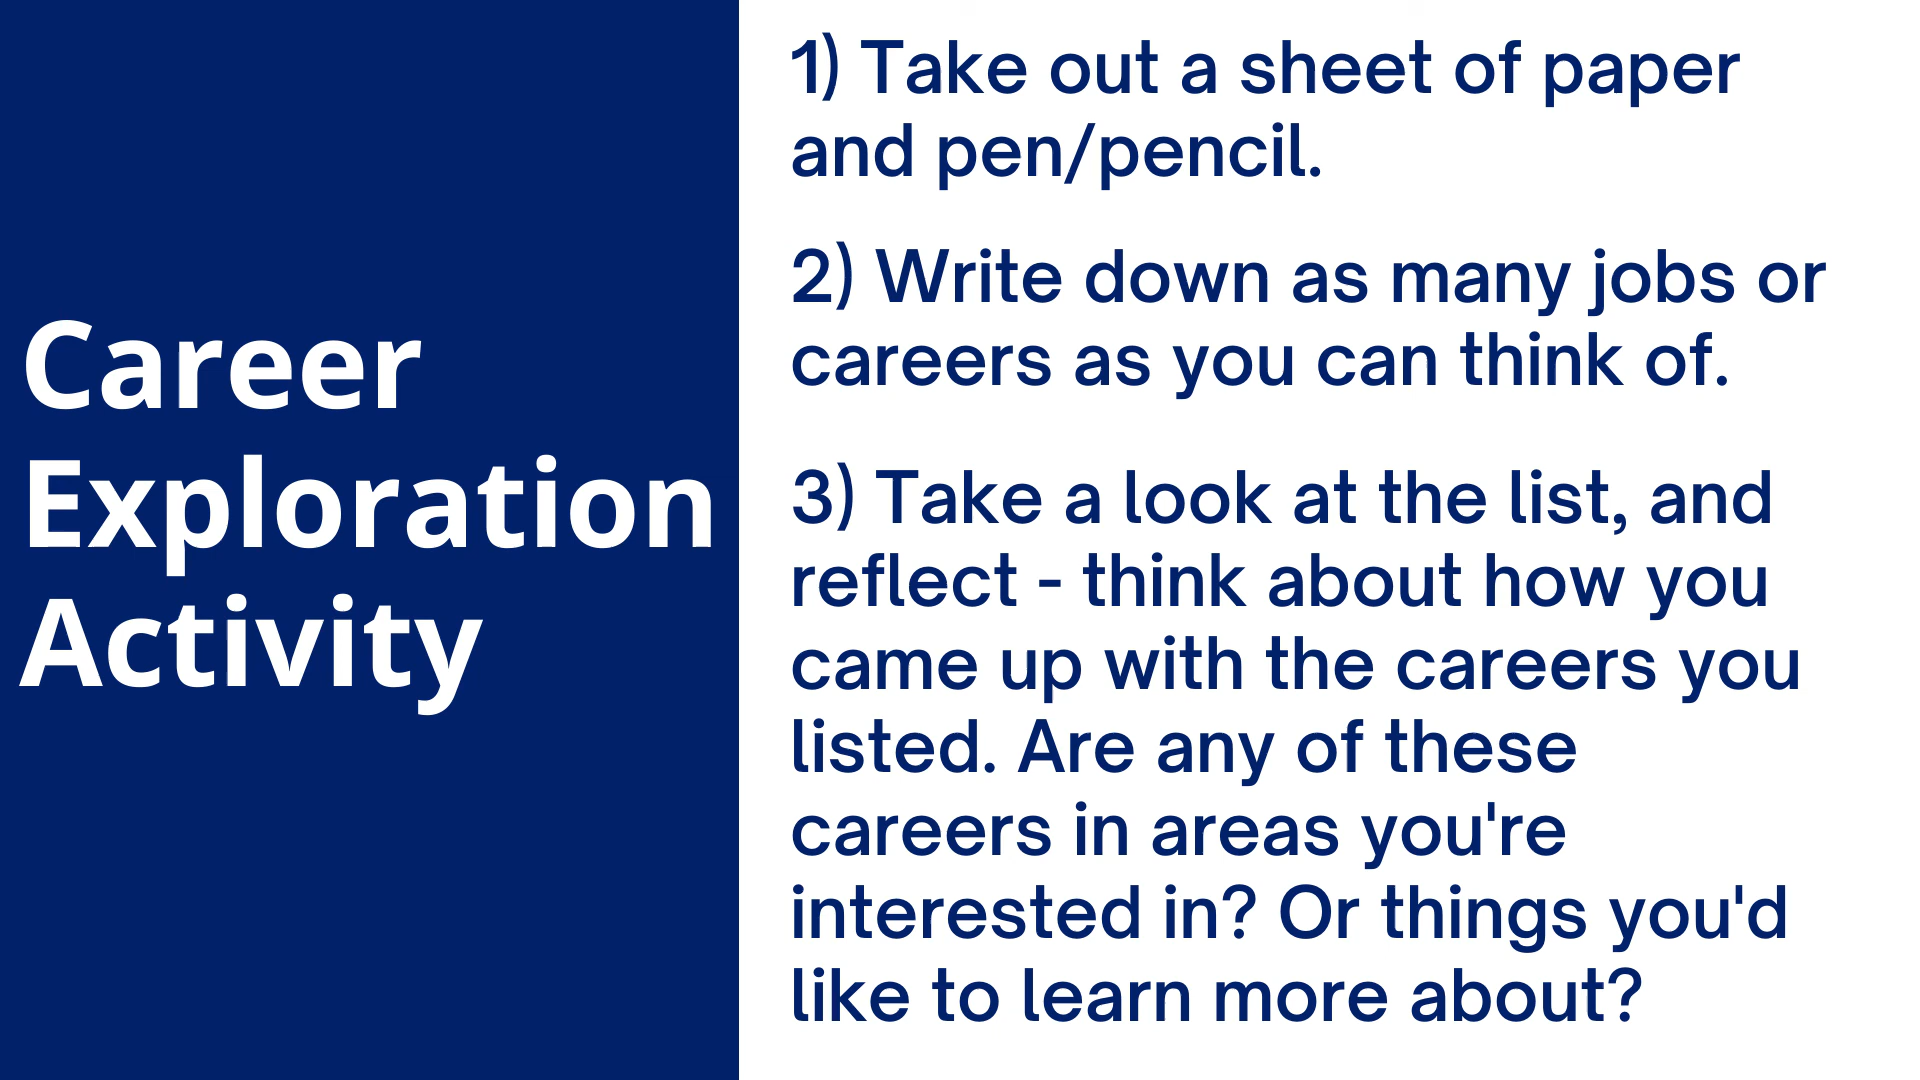 Career
Exploration
Activity
1) Take out a sheet of paper
and pen/pencil.
2) Write down as many jobs or
careers as you can think of.
3) Take a look at the list, and
reflect - think about how you
came up with the careers you
listed. Are any of these
careers in areas you're
interested in? Or things you'd
like to learn more about?